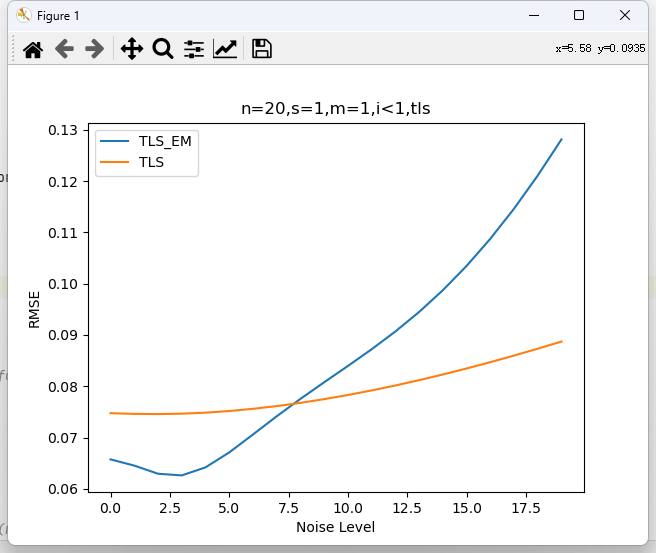 Figure 1
x=5.58 y=0.0935
n=20,s=1,m=1,i<1,tls
TLS_EM
TLS
0.13
0.12
0.11
0.10
0.09
0.08
0.07
0.06
RMSE
0.0 2.5 5.0 7.5 10.0 12.5 15.0 17.5
Noise Level